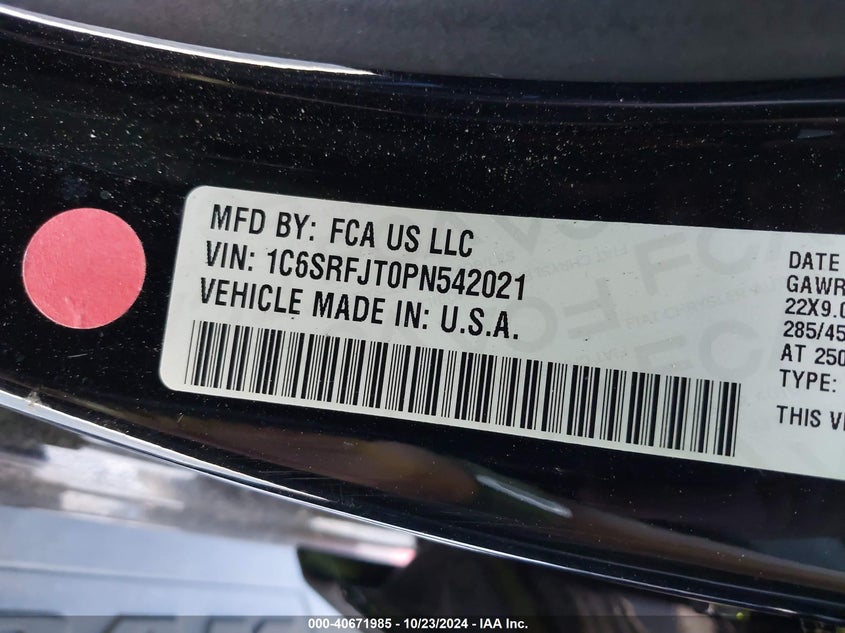 MFD BY: FCA US LLC
VIN: 1C6SRFJT0PN542021
VEHICLE MADE IN: U.S.A.
DATE
GAWR
22X9.0
285/45
AT 250
TYPE:
THIS VE
000-40671985 - 10/23/2024 - IAA Inc.